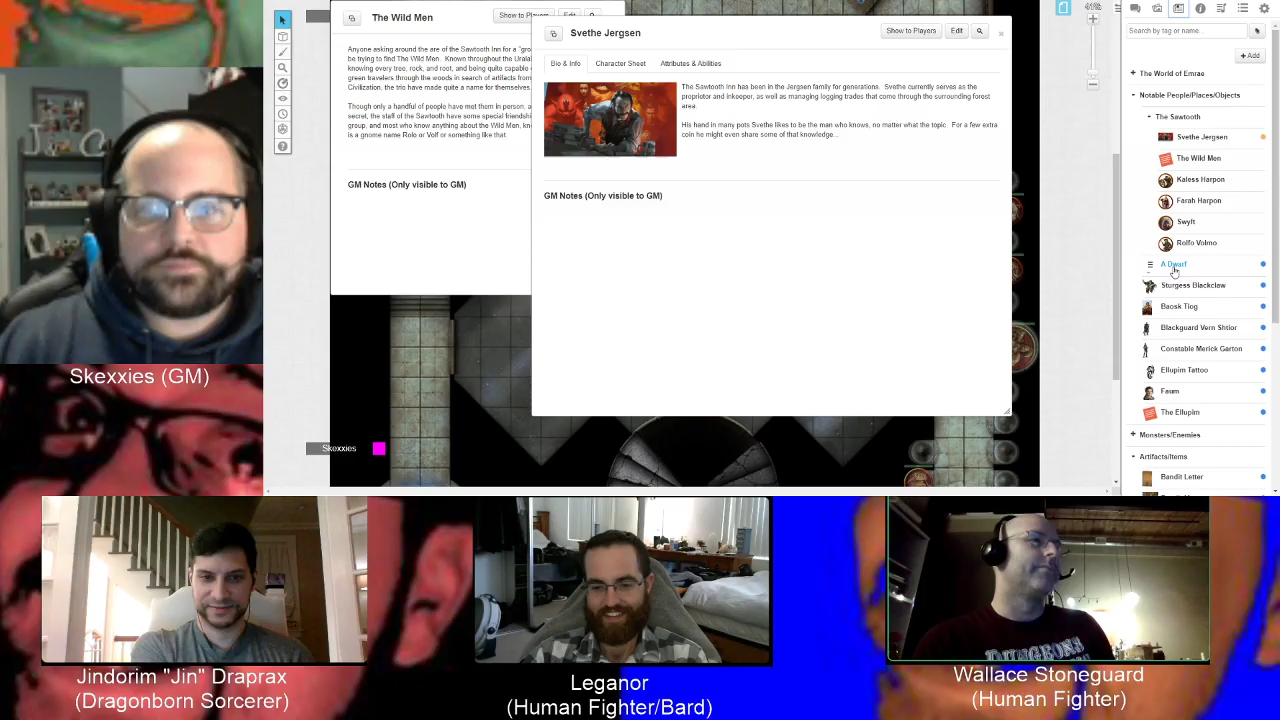 The Wild Men
Show to Players
Edit
Anyone asking around the are of the Sawtooth Inn for a "gro
be trying to find The Wild Men. Known throughout the Urala
knowing every tree, rock, and root, and being quite capable
green travelers through the woods in search of artifacts from
Civilization, the trio have made quite a name for themselves.
Though only a handful of people have met them in person, a
secret, the staff of the Sawtooth have some special friendshi
group, and most who know anything about the Wild Men, kn
is a gnome name Rolo or Volf or something like that.
GM Notes (Only visible to GM)
Svethe Jergsen
Show to Players
Edit
Bio & Info
Character Sheet
Attributes & Abilities
The Sawtooth Inn has been in the Jergsen family for generations. Svethe currently serves as the
proprietor and inkeeper, as well as managing logging trades that come through the surrounding forest
area.
His hand in many pots Svethe likes to be the man who knows, no matter what the topic. For a few extra
coin he might even share some of that knowledge...
GM Notes (Only visible to GM)
41%
Search by tag or name...
+ Add
The World of Emrae
Notable People/Places/Objects
The Sawtooth
Svethe Jergsen
The Wild Men
Kaless Harpon
Farah Harpon
Swyft
Rolfo Volmo
A Dwarf
Sturgess Blackclaw
Baosk Tlog
Blackguard Vern Shtior
Constable Merick Garton
Ellupim Tattoo
Faum
The Ellupim
Monsters/Enemies
Artifacts/Items
Bandit Letter
Skexxies
Skexxies (GM)
Jindorim "Jin" Draprax
(Dragonborn Sorcerer)
Leganor
(Human Fighter/Bard)
DUNGEONS
Wallace Stoneguard
(Human Fighter)